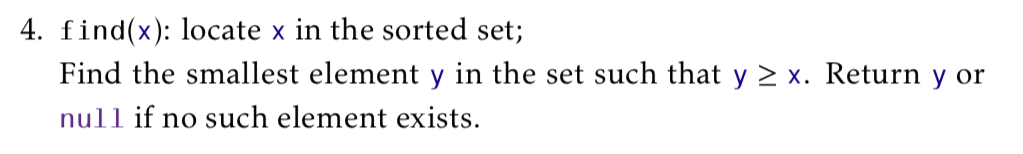 4. find(x): locate x in the sorted set;
Find the smallest element y in the set such that y ≥ x. Return y or
null if no such element exists.